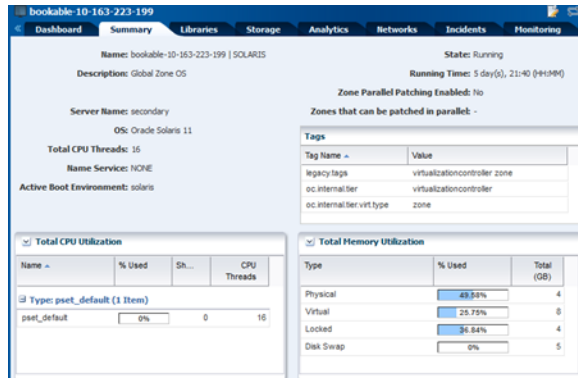 bookable-10-163-223-199
Dashboard Summary Libraries Storage Analytics Networks Incidents Monitoring
Name: bookable-10-163-223-199 | SOLARIS
State: Running
Description: Global Zone OS
Running Time: 5 day(s), 21:40 (HH:MM)
Zone Parallel Patching Enabled: No
Server Name: secondary
Zones that can be patched in parallel: -
OS: Oracle Solaris 11
Total CPU Threads: 16
Name Service: NONE
Active Boot Environment: solaris
Tags
Tag Name Value
legacy.tags virtualizationcontroller zone
oc.internal.tier virtualizationcontroller
oc.internal.tier.virt.type zone
Total CPU Utilization
Name % Used Sh... CPU Threads
Type: pset_default (1 Item)
pset_default 0% 0 16
Total Memory Utilization
Type % Used Total (GB)
Physical 49.58% 4
Virtual 25.75% 8
Locked 36.84% 4
Disk Swap 0% 5